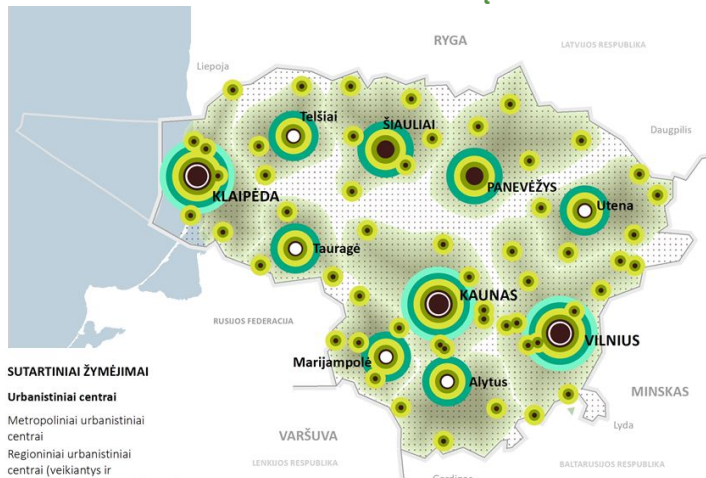 RYGA
LATVIJOS RESPUBLIKA
Liepoja
Telšiai
ŠIAULIAI
Daugpilis
PANEVĖŽYS
KLAIPĖDA
Utena
Tauragė
KAUNAS
RUSIJOS FEDERACIJA
VILNIUS
Marijampolė
SUTARTINIAI ŽYMĖJIMAI
Alytus
MINSKAS
Urbanistiniai centrai
Metropoliniai urbanistiniai
centrai
Lyda
VARŠUVA
Regioniniai urbanistiniai
centrai (veikiantys ir
LENKIJOS RESPUBLIKA
BALTARUSIJOS RESPUBLIKA